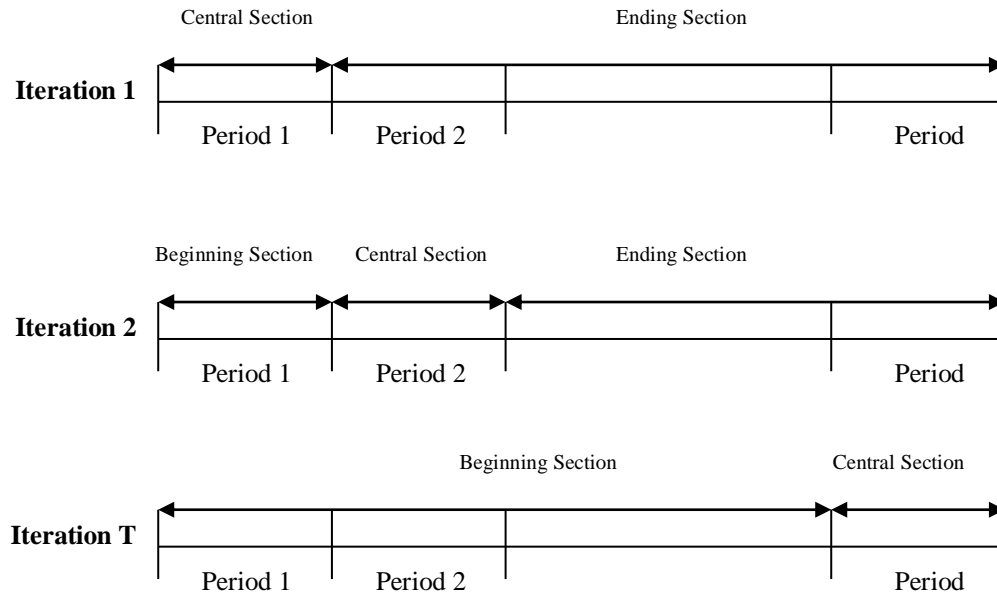 Central Section Ending Section
Iteration 1
Period 1 Period 2 Period
Beginning Section Central Section Ending Section
Iteration 2
Period 1 Period 2 Period
Beginning Section Central Section
Iteration T
Period 1 Period 2 Period